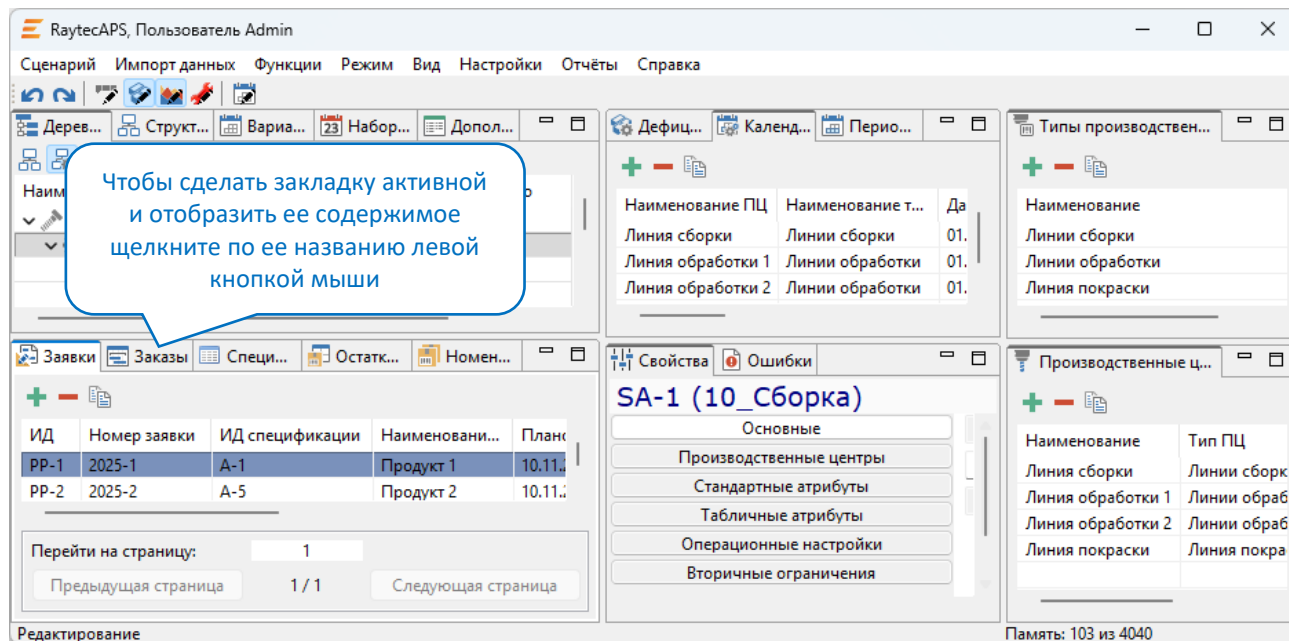 RaytecAPS, Пользователь Admin
Сценарий Импорт данных Функции Режим Вид Настройки Отчёты Справка
Дерев... Структ... Вариа... 23 Набор... Допол...
Наим
Чтобы сделать закладку активной
и отобразить ее содержимое
щелкните по ее названию левой
кнопкой мыши
Дефиц... Календ... Перио...
Наименование ПЦ Наименование т... Да
Линия сборки Линии сборки 01.
Линия обработки 1 Линии обработки 01.
Линия обработки 2 Линии обработки 01.
Типы производствен...
Наименование
Линии сборки
Линии обработки
Линия покраски
Заявки Заказы Специ... Остатк... Номен...
ИД Номер заявки ИД спецификации Наименовани... Плано
PP-1 2025-1 A-1 Продукт 1 10.11.2
PP-2 2025-2 A-5 Продукт 2 10.11.2
Перейти на страницу: 1
Предыдущая страница 1 / 1 Следующая страница
Свойства Ошибки
SA-1 (10_Сборка)
Основные
Производственные центры
Стандартные атрибуты
Табличные атрибуты
Операционные настройки
Вторичные ограничения
Производственные ц...
Наименование Тип ПЦ
Линия сборки Линии сборк
Линия обработки 1 Линии обраб
Линия обработки 2 Линии обраб
Линия покраски Линия покра
Редактирование
Память: 103 из 4040